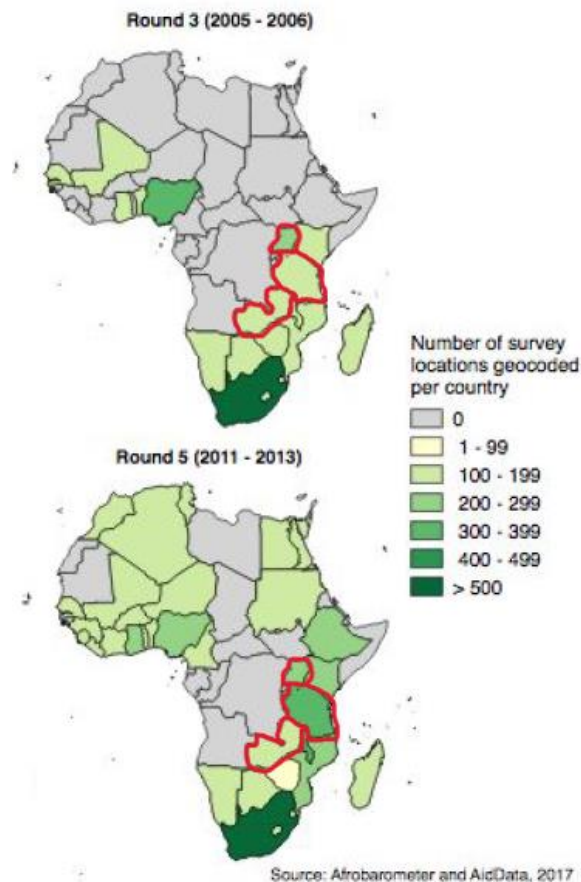 Round 3 (2005 - 2006)
Number of survey
locations geocoded
per country
0
1 - 99
100 - 199
200 - 299
300 - 399
400 - 499
> 500
Round 5 (2011 - 2013)
Source: Afrobarometer and AidData, 2017